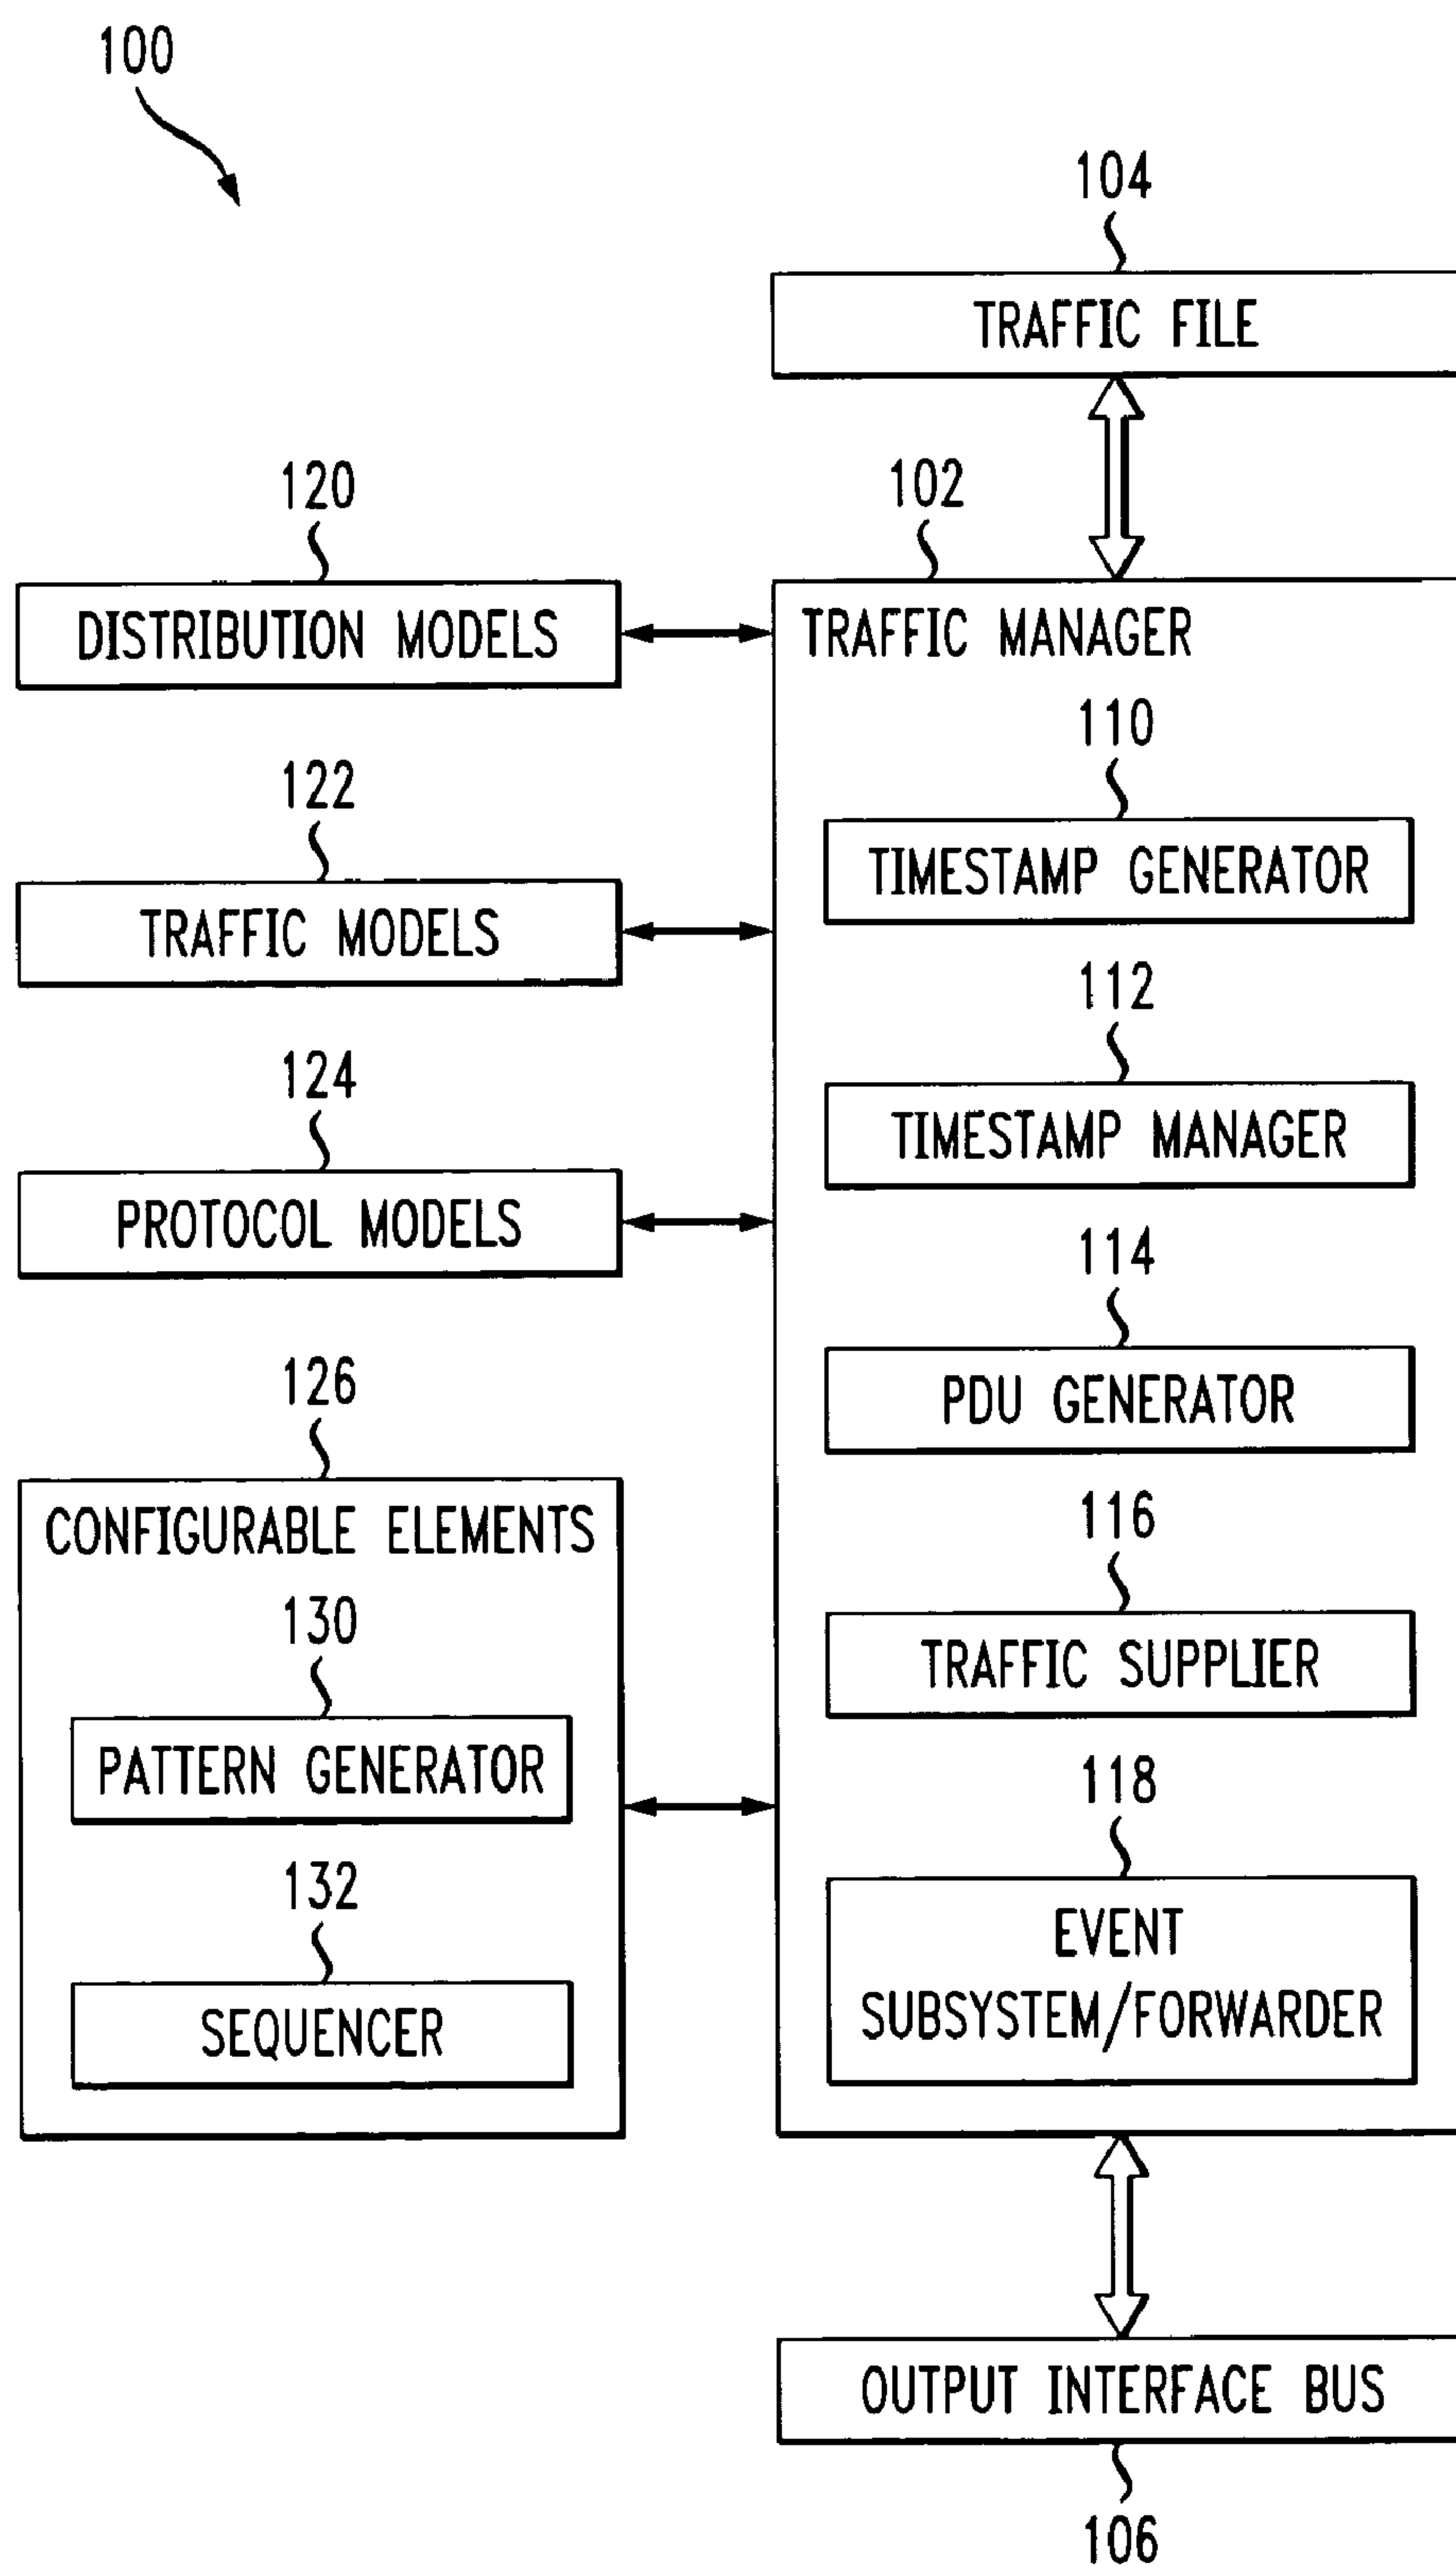 100
104
TRAFFIC FILE
102
120
DISTRIBUTION MODELS
TRAFFIC MANAGER
110
122
TIMESTAMP GENERATOR
TRAFFIC MODELS
112
124
TIMESTAMP MANAGER
PROTOCOL MODELS
114
126
PDU GENERATOR
CONFIGURABLE ELEMENTS
116
130
TRAFFIC SUPPLIER
PATTERN GENERATOR
118
132
EVENT
SUBSYSTEM/FORWARDER
SEQUENCER
OUTPUT INTERFACE BUS
106